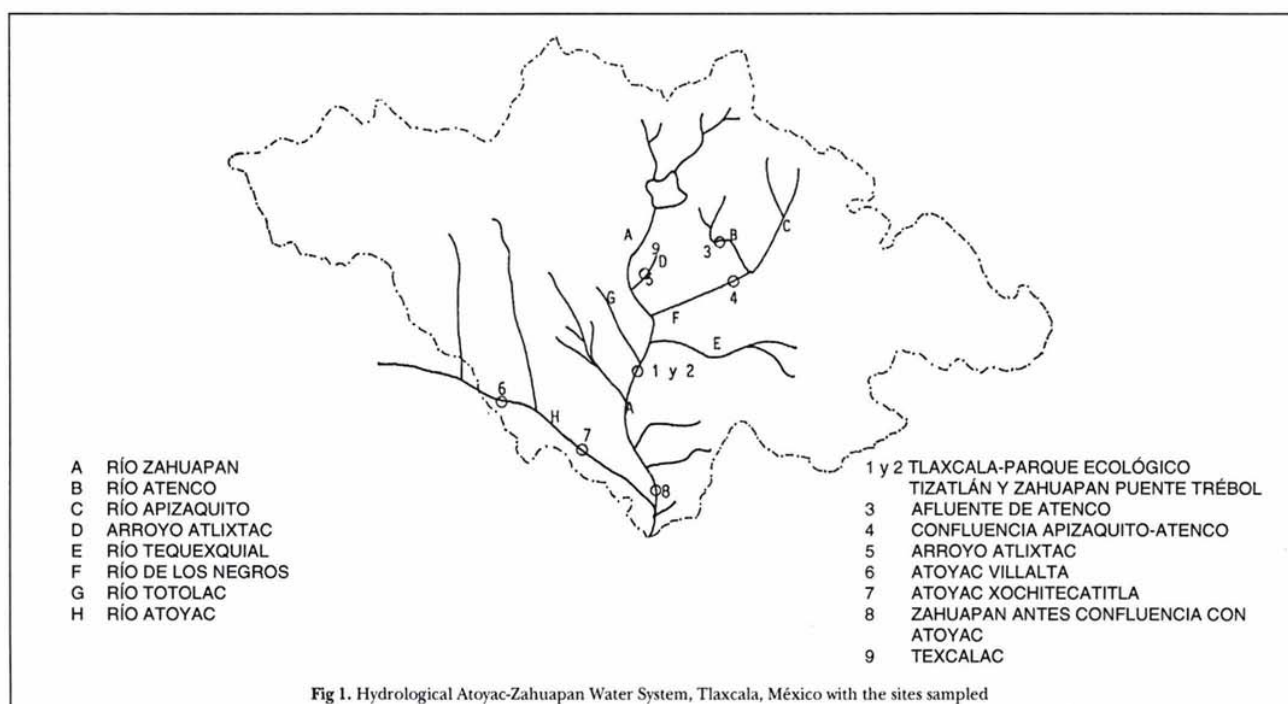 A
B
C
3
9
D
5
4
G
F
E
1 y 2
6
A
H
7
8
A RÍO ZAHUAPAN
B RÍO ATENCO
C RÍO APIZAQUITO
D ARROYO ATLIXTAC
E RÍO TEQUEXQUIAL
F RÍO DE LOS NEGROS
G RÍO TOTOLAC
H RÍO ATOYAC
1 y 2 TLAXCALA-PARQUE ECOLÓGICO
TIZATLÁN Y ZAHUAPAN PUENTE TRÉBOL
3 AFLUENTE DE ATENCO
4 CONFLUENCIA APIZAQUITO-ATENCO
5 ARROYO ATLIXTAC
6 ATOYAC VILLALTA
7 ATOYAC XOCHITECATITLA
8 ZAHUAPAN ANTES CONFLUENCIA CON
ATOYAC
9 TEXCALAC
Fig 1. Hydrological Atoyac-Zahuapan Water System, Tlaxcala, México with the sites sampled